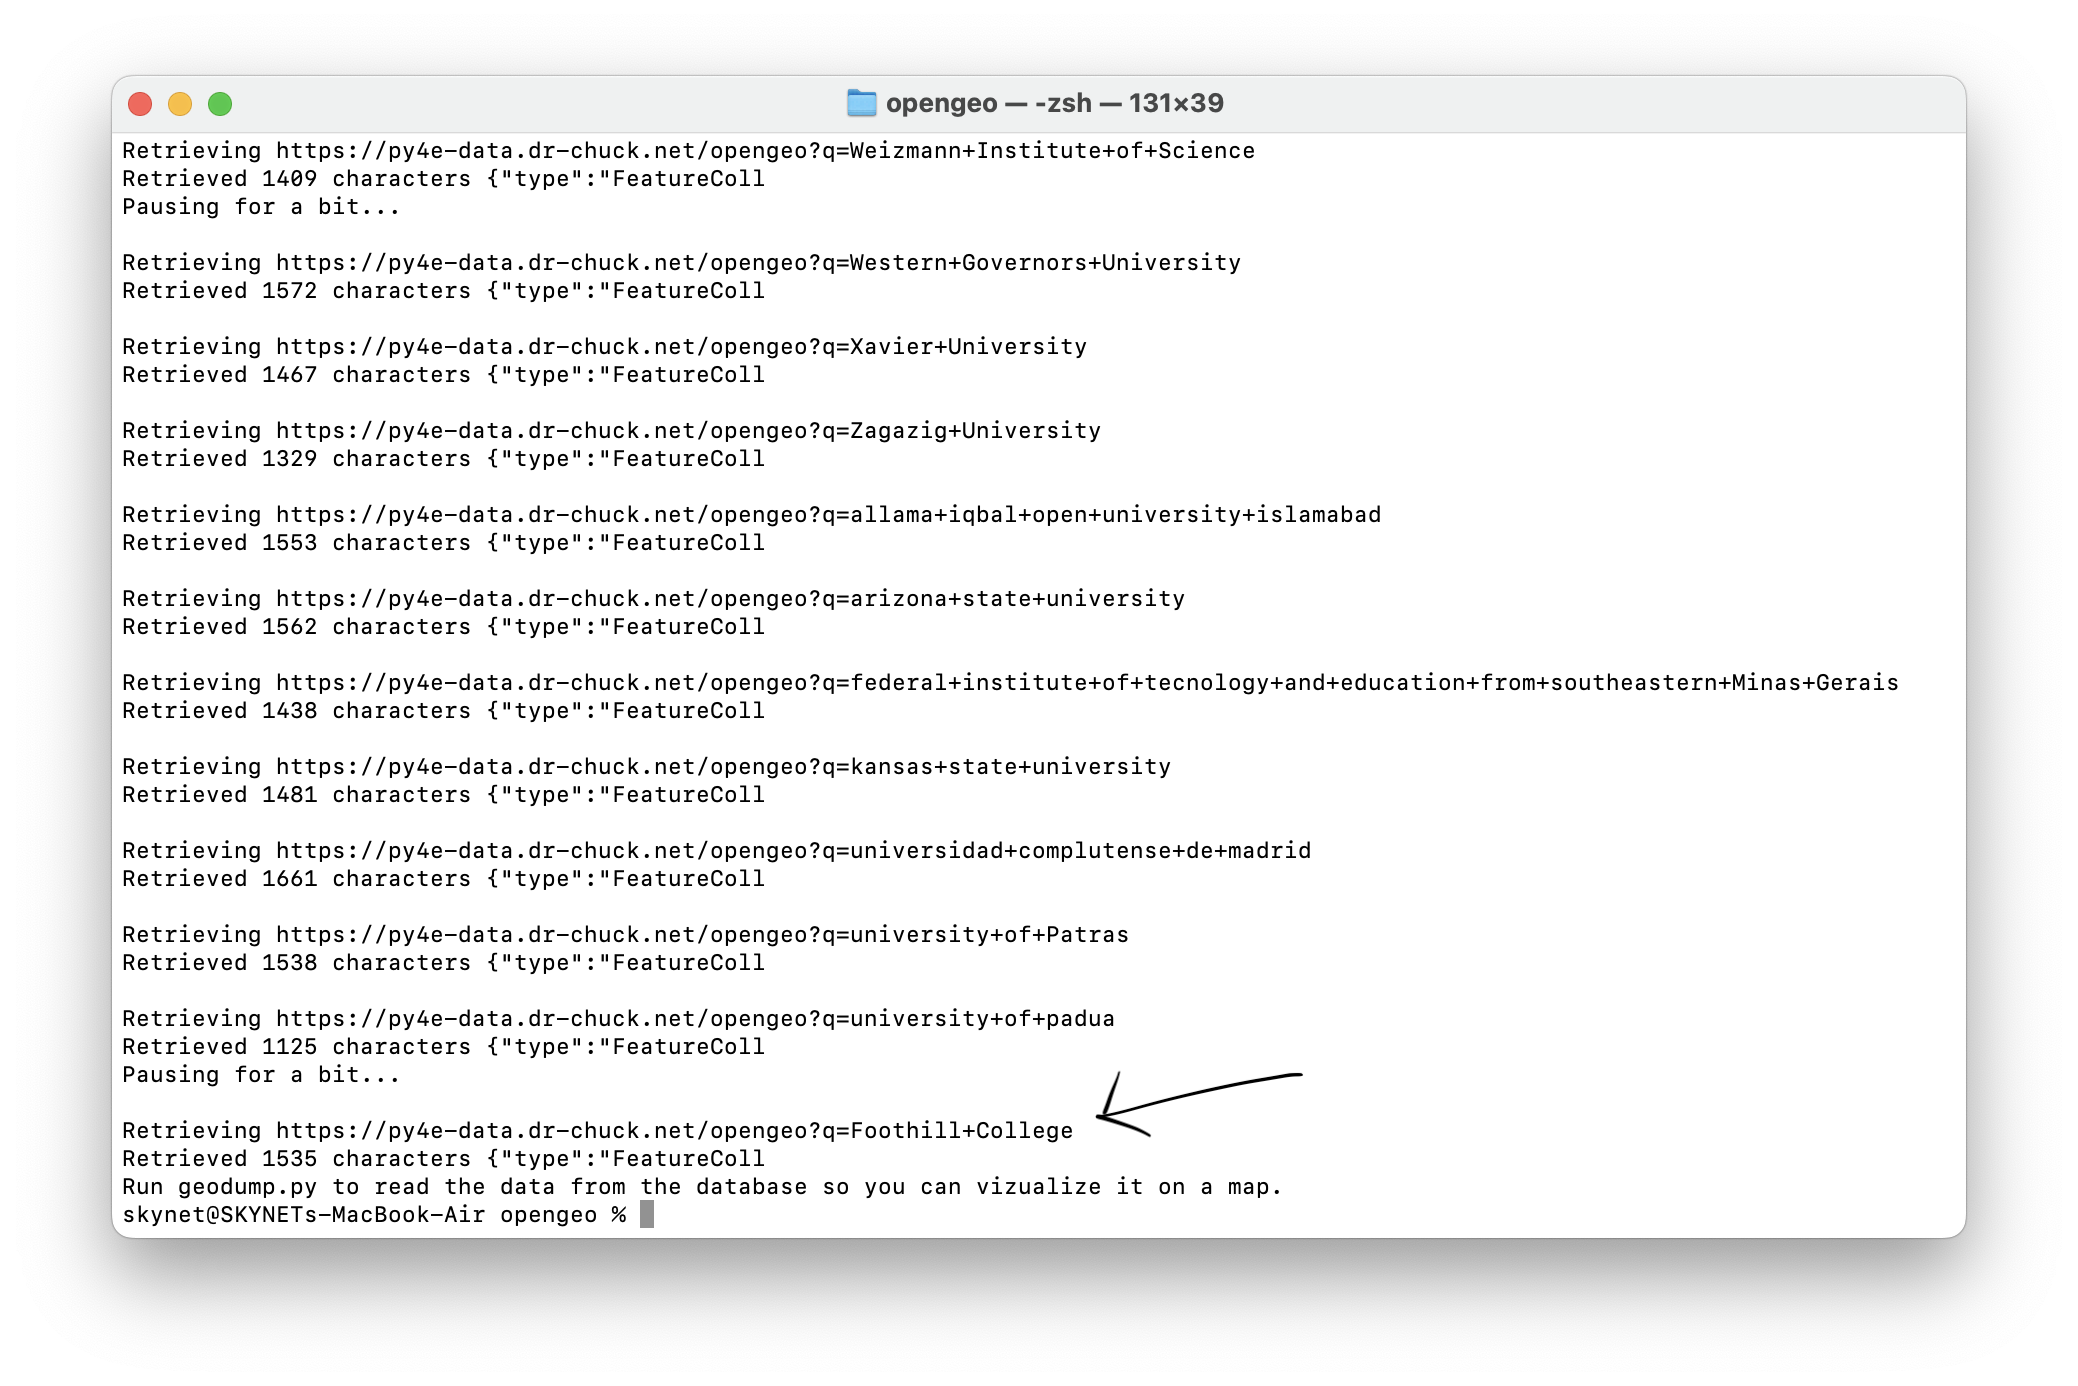 opengeo — -zsh — 131×39
Retrieving https://py4e-data.dr-chuck.net/opengeo?q=Weizmann+Institute+of+Science
Retrieved 1409 characters {"type":"FeatureColl
Pausing for a bit...
Retrieving https://py4e-data.dr-chuck.net/opengeo?q=Western+Governors+University
Retrieved 1572 characters {"type":"FeatureColl
Retrieving https://py4e-data.dr-chuck.net/opengeo?q=Xavier+University
Retrieved 1467 characters {"type":"FeatureColl
Retrieving https://py4e-data.dr-chuck.net/opengeo?q=Zagazig+University
Retrieved 1329 characters {"type":"FeatureColl
Retrieving https://py4e-data.dr-chuck.net/opengeo?q=allama+iqbal+open+university+islamabad
Retrieved 1553 characters {"type":"FeatureColl
Retrieving https://py4e-data.dr-chuck.net/opengeo?q=arizona+state+university
Retrieved 1562 characters {"type":"FeatureColl
Retrieving https://py4e-data.dr-chuck.net/opengeo?q=federal+institute+of+tecnology+and+education+from+southeastern+Minas+Gerais
Retrieved 1438 characters {"type":"FeatureColl
Retrieving https://py4e-data.dr-chuck.net/opengeo?q=kansas+state+university
Retrieved 1481 characters {"type":"FeatureColl
Retrieving https://py4e-data.dr-chuck.net/opengeo?q=universidad+complutense+de+madrid
Retrieved 1661 characters {"type":"FeatureColl
Retrieving https://py4e-data.dr-chuck.net/opengeo?q=university+of+Patras
Retrieved 1538 characters {"type":"FeatureColl
Retrieving https://py4e-data.dr-chuck.net/opengeo?q=university+of+padua
Retrieved 1125 characters {"type":"FeatureColl
Pausing for a bit...
Retrieving https://py4e-data.dr-chuck.net/opengeo?q=Foothill+College
Retrieved 1535 characters {"type":"FeatureColl
Run geodump.py to read the data from the database so you can vizualize it on a map.
skynet@SKYNETs-MacBook-Air opengeo %